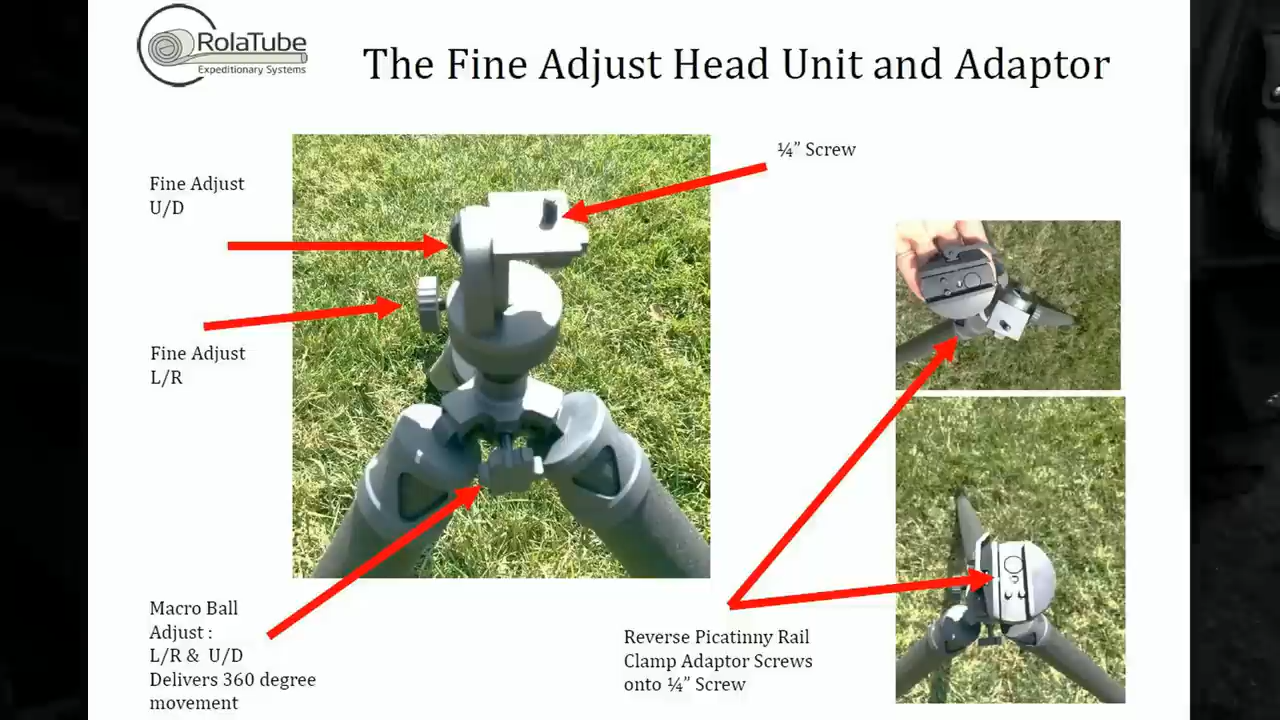 RolaTube
Expeditionary Systems
The Fine Adjust Head Unit and Adaptor
¼” Screw
Fine Adjust
U/D
Fine Adjust
L/R
Macro Ball
Adjust :
L/R & U/D
Delivers 360 degree
movement
Reverse Picatinny Rail
Clamp Adaptor Screws
onto ¼” Screw